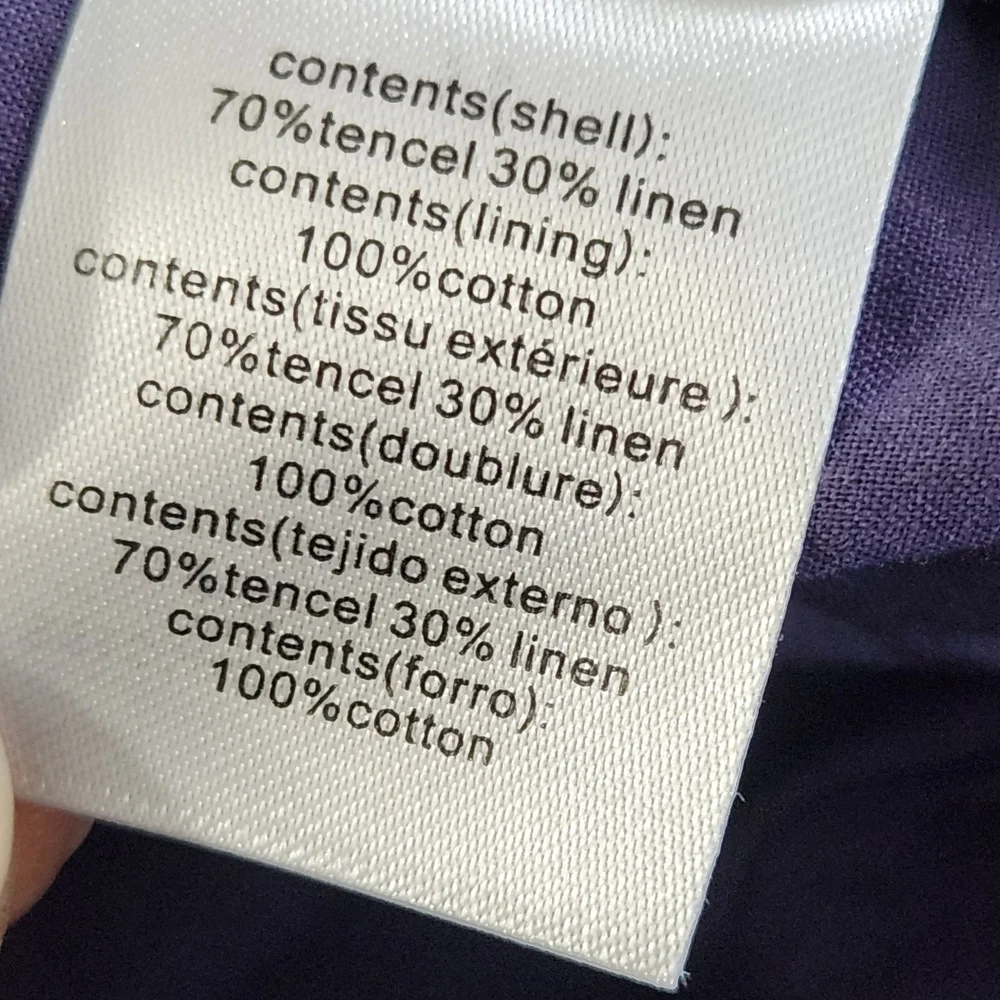 contents(shell):
70%tencel 30% linen
contents(lining):
100%cotton
contents(tissu extérieure ):
70%tencel 30% linen
contents(doublure):
100%cotton
contents(tejido externo ):
70%tencel 30% linen
contents(forro):
100%cotton